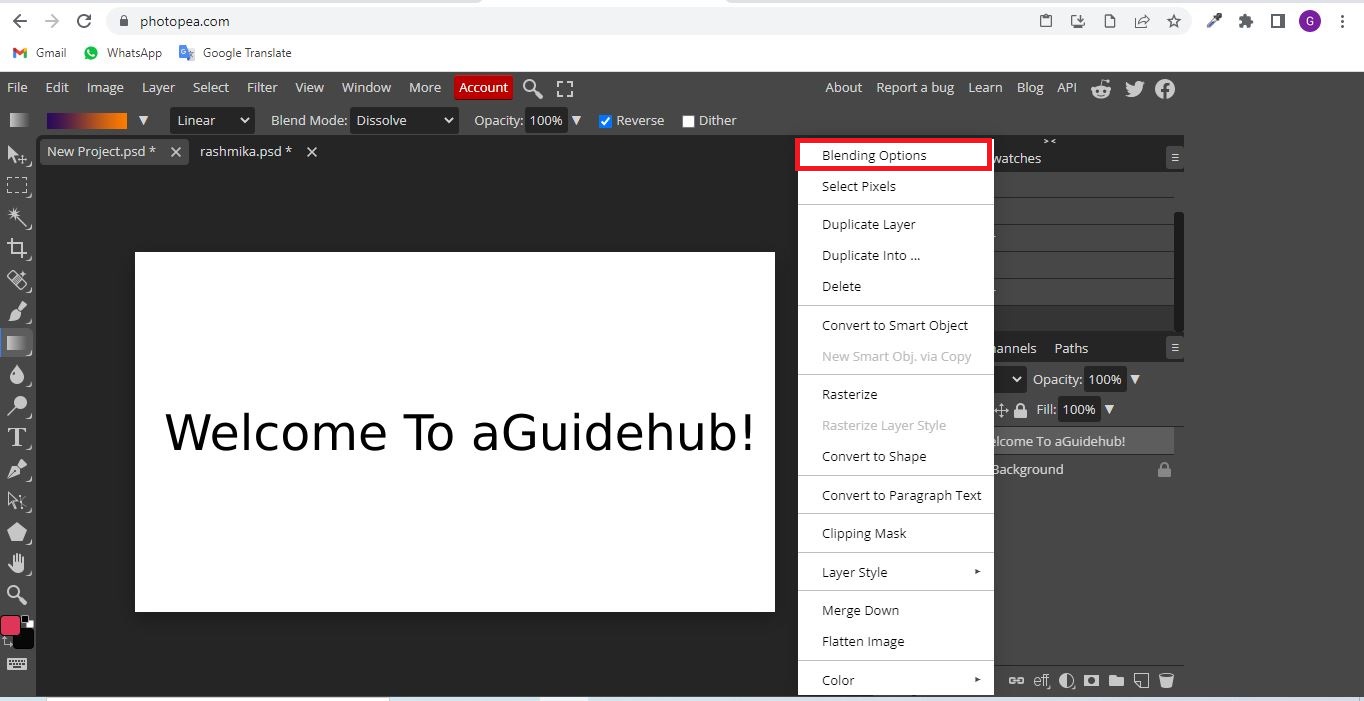 photopea.com
G
Gmail WhatsApp Google Translate
File Edit Image Layer Select Filter View Window More Account About Report a bug Learn Blog API
Linear Blend Mode: Dissolve Opacity: 100% Reverse Dither
New Project.psd * rashmika.psd *
Blending Options
watches
Select Pixels
Duplicate Layer
Duplicate Into ...
Delete
Convert to Smart Object
New Smart Obj. via Copy
hannels Paths
Opacity: 100%
Rasterize
Fill: 100%
Rasterize Layer Style
Welcome To aGuidehub!
elcome To aGuidehub!
Convert to Shape
Background
Convert to Paragraph Text
Clipping Mask
Layer Style
Merge Down
Flatten Image
Color
eff